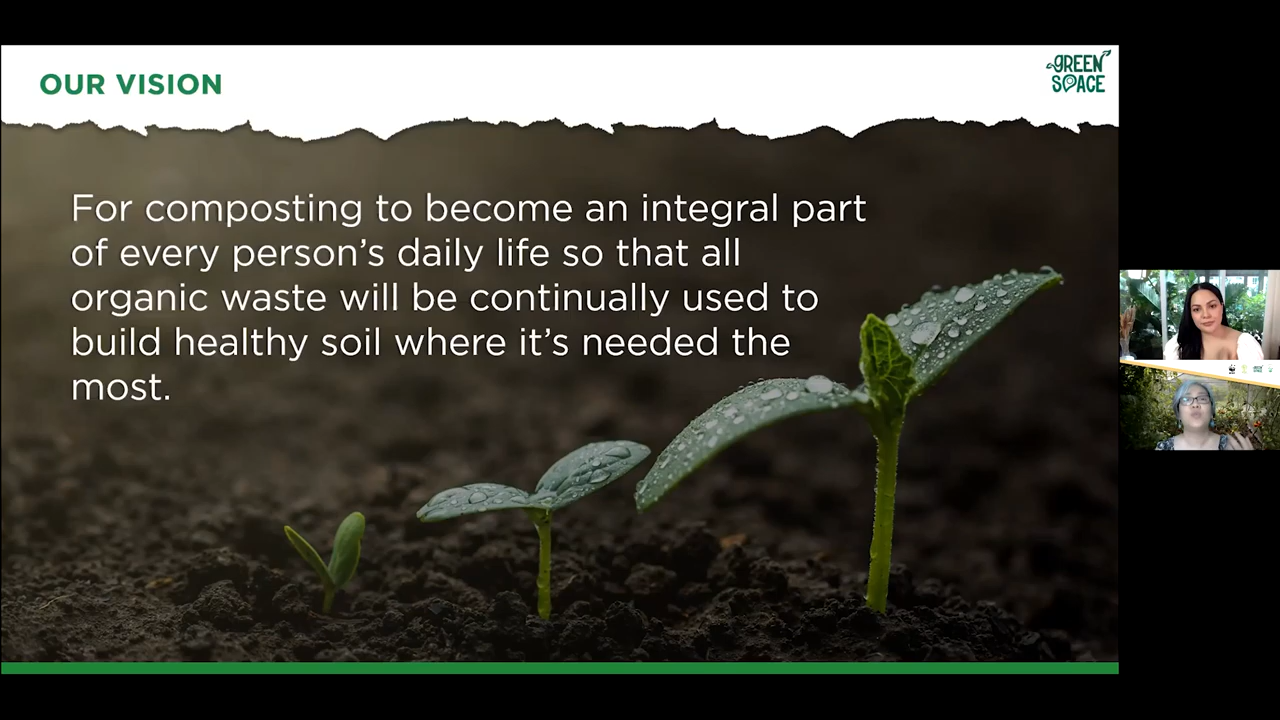 OUR VISION
GREEN
SPACE
For composting to become an integral part
of every person's daily life so that all
organic waste will be continually used to
build healthy soil where it's needed the
most.